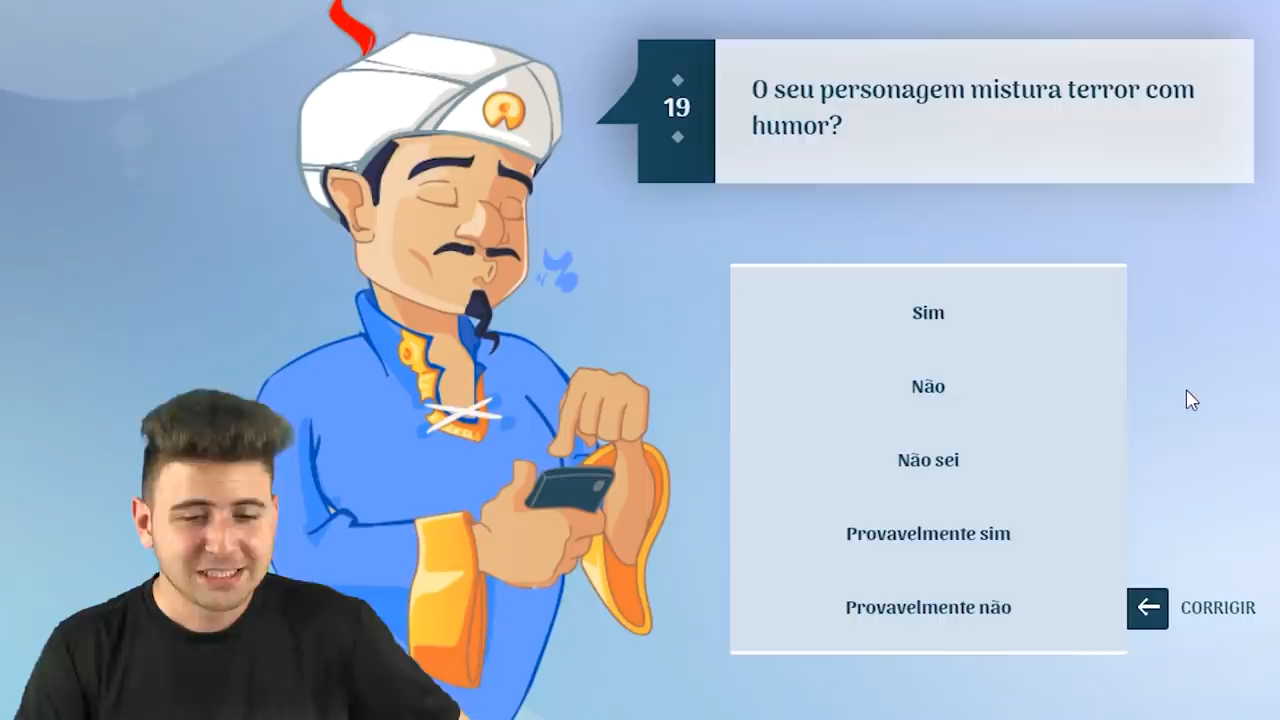 19
O seu personagem mistura terror com
humor?
Sim
Não
Não sei
Provavelmente sim
Provavelmente não
CORRIGIR